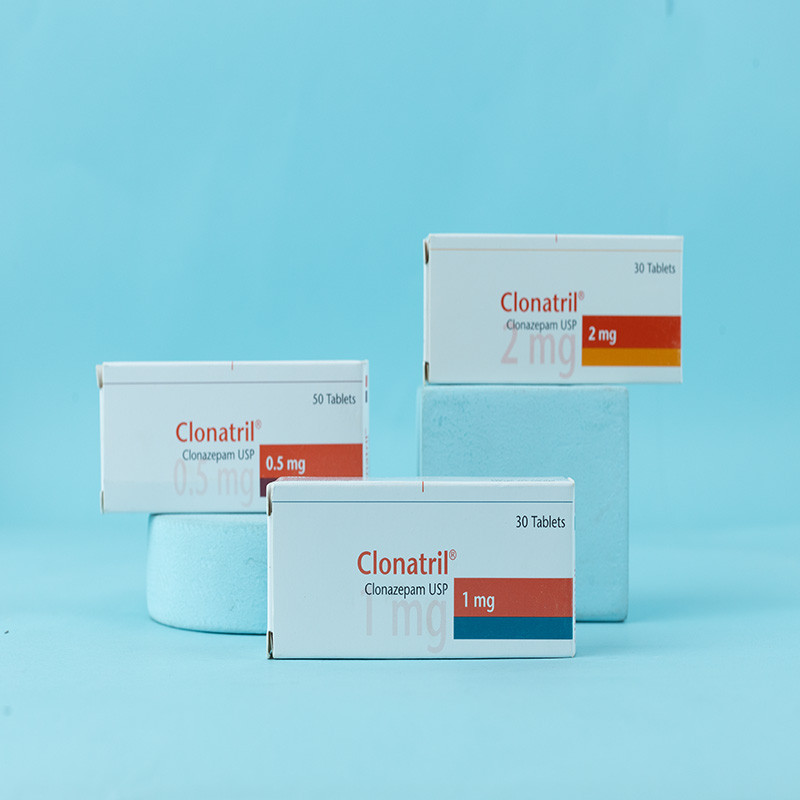 30 Tablets
Clonatril®
Clonazepam USP
2 mg
2 mg
50 Tablets
Clonatril®
Clonazepam USP
0.5 mg
0.5 mg
30 Tablets
Clonatril®
Clonazepam USP
1 mg
1 mg